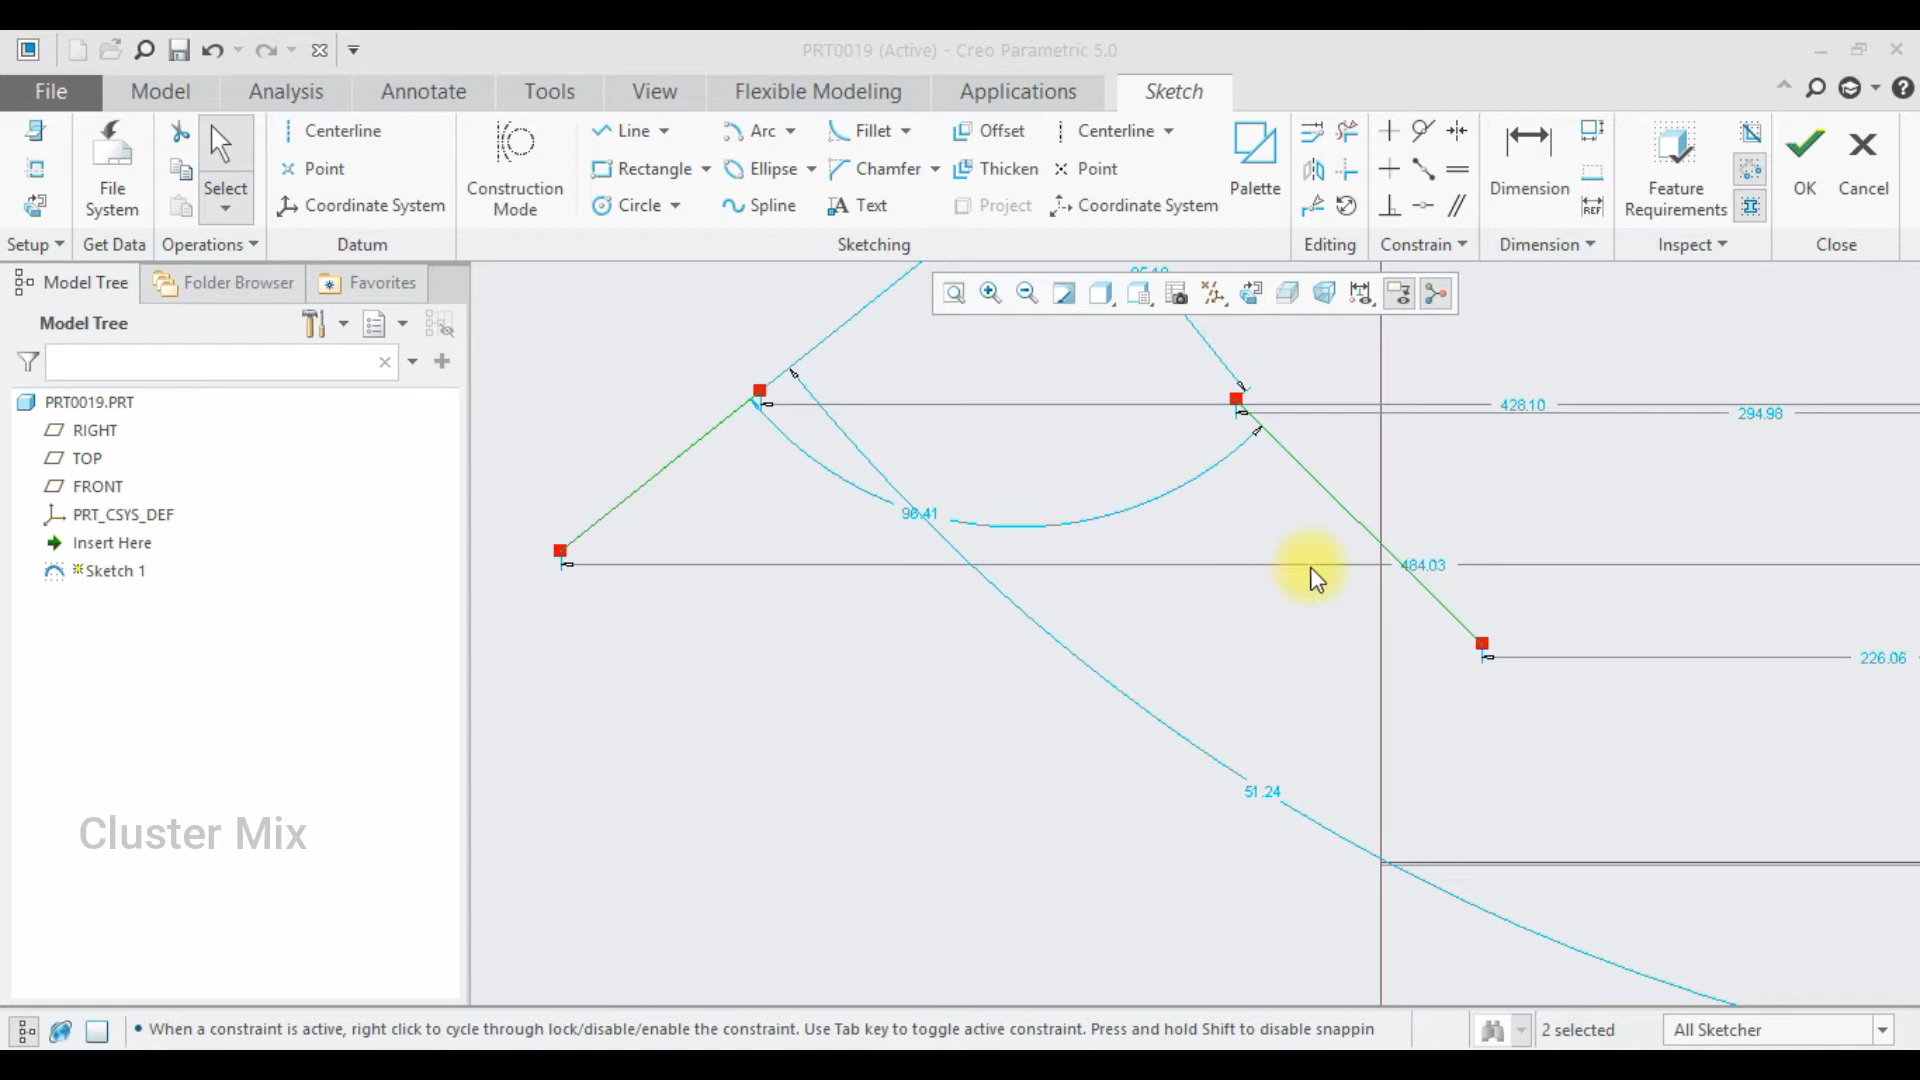 PRT0019 (Active) - Creo Parametric 5.0
File Model Analysis Annotate Tools View Flexible Modeling Applications Sketch
Centerline
Point
Coordinate System
File System
Select
Construction Mode
Line Arc Fillet Offset Centerline
Rectangle Ellipse Chamfer Thicken Point
Circle Spline Text Project Coordinate System
Palette
Dimension
REF
Feature Requirements
OK Cancel
Setup Get Data Operations Datum Sketching Editing Constrain Dimension Inspect Close
Model Tree Folder Browser Favorites
Model Tree
PRT0019.PRT
RIGHT
TOP
FRONT
PRT_CSYS_DEF
Insert Here
Sketch 1
428.10
294.98
96.41
484.03
226.06
51.24
Cluster Mix
When a constraint is active, right click to cycle through lock/disable/enable the constraint. Use Tab key to toggle active constraint. Press and hold Shift to disable snappin
2 selected
All Sketcher